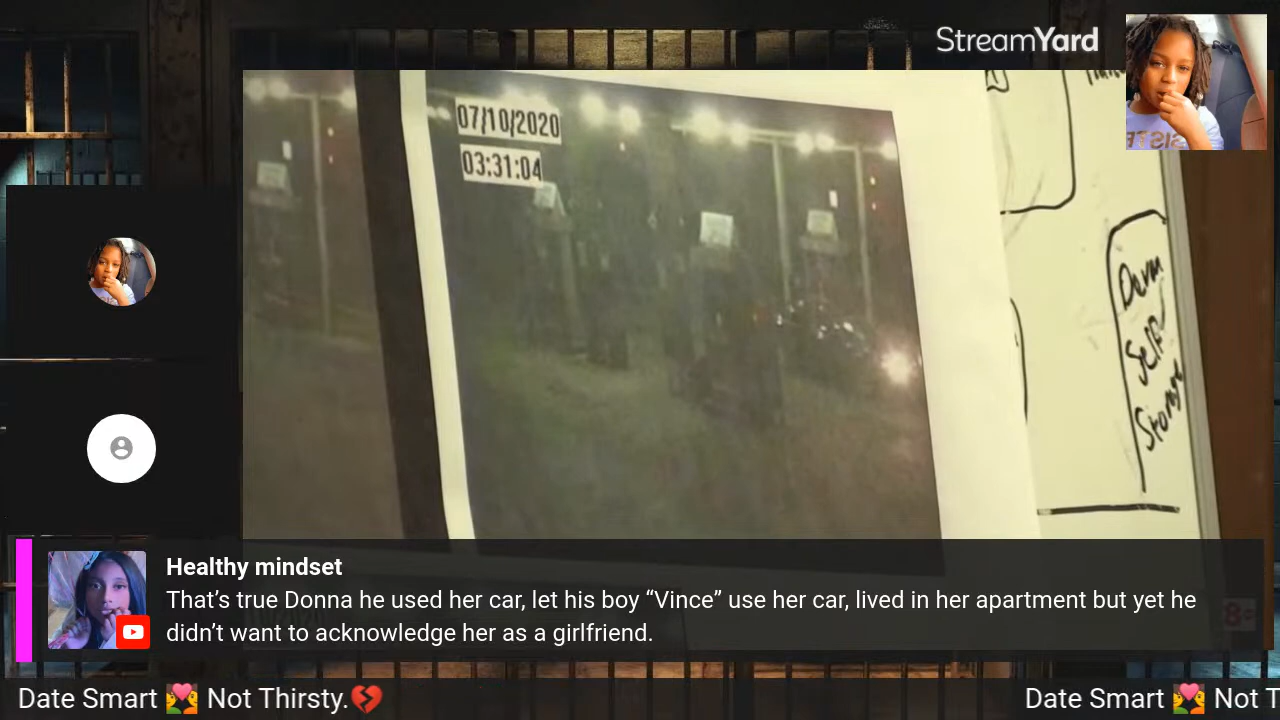 StreamYard
07/10/2020
03:31:04
Self
Storage
Healthy mindset
That's true Donna he used her car, let his boy “Vince” use her car, lived in her apartment but yet he
didn't want to acknowledge her as a girlfriend.
Date Smart 💑 Not Thirsty.💔
Date Smart 💑 Not T